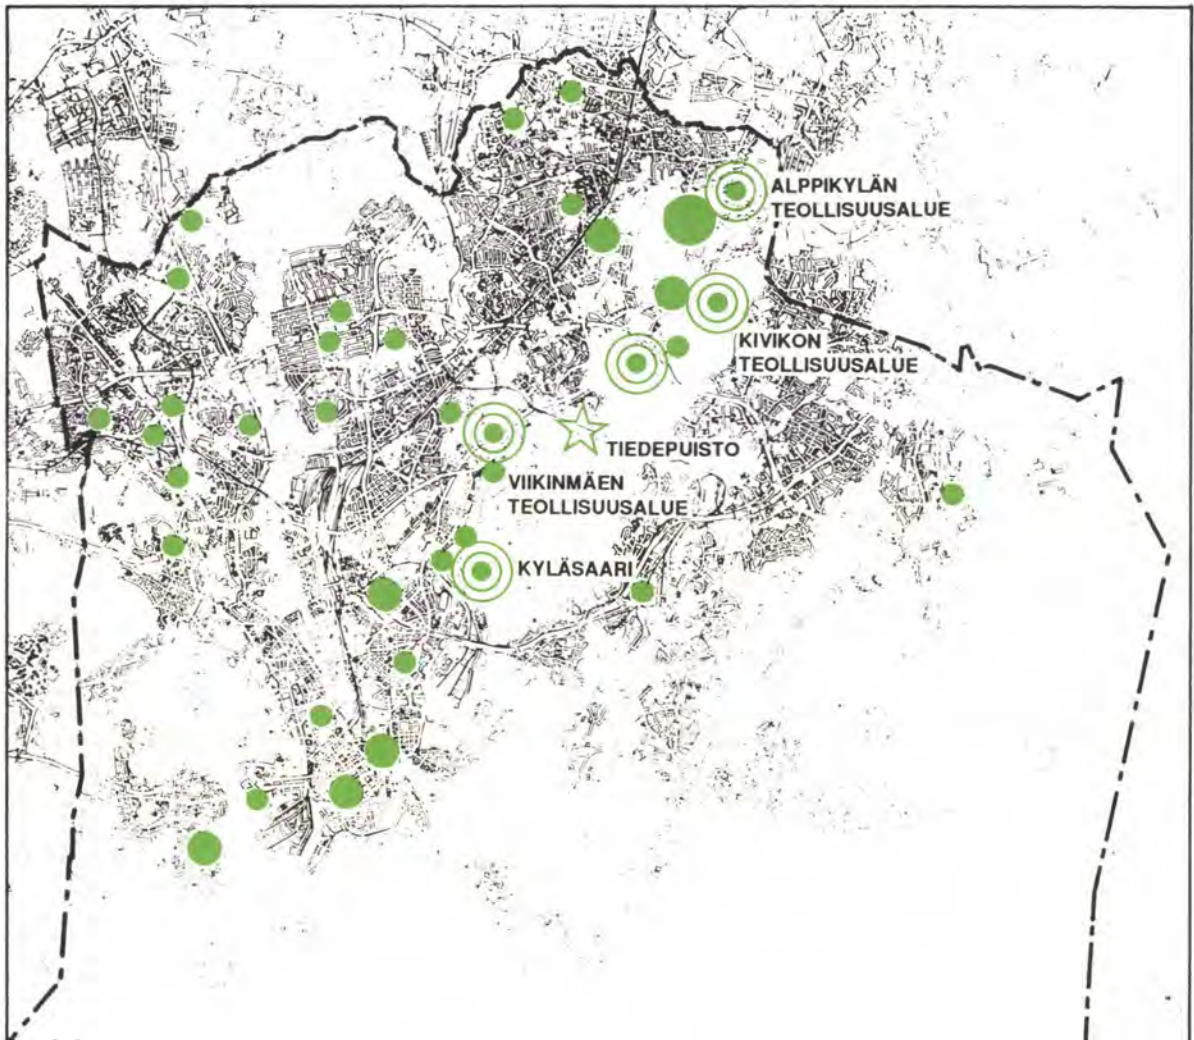 ALPPIKYLÄN
TEOLLISUUSALUE
KIVIKON
TEOLLISUUSALUE
TIEDEPUISTO
VIIKINMÄEN
TEOLLISUUSALUE
KYLÄSAARI